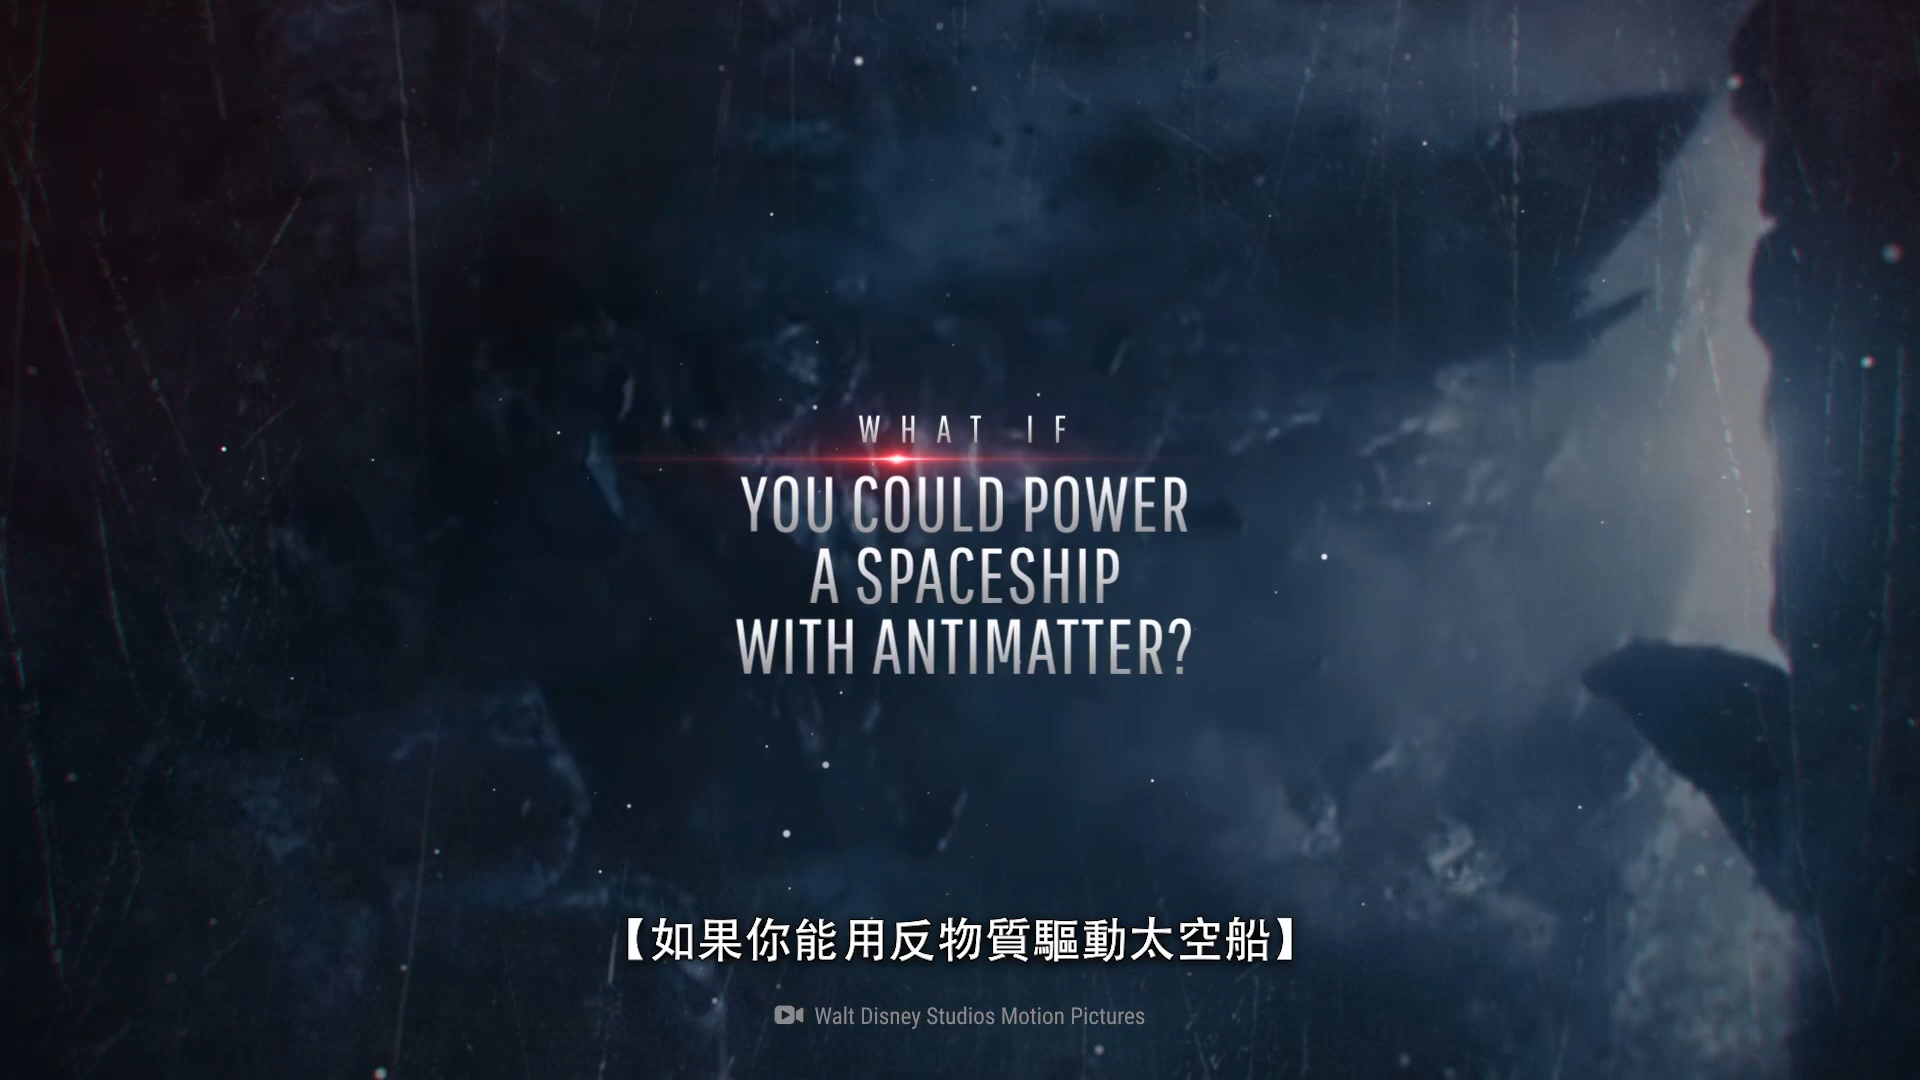 WHAT IF
YOU COULD POWER
A SPACESHIP
WITH ANTIMATTER?
【如果你能用反物質驅動太空船】
Walt Disney Studios Motion Pictures